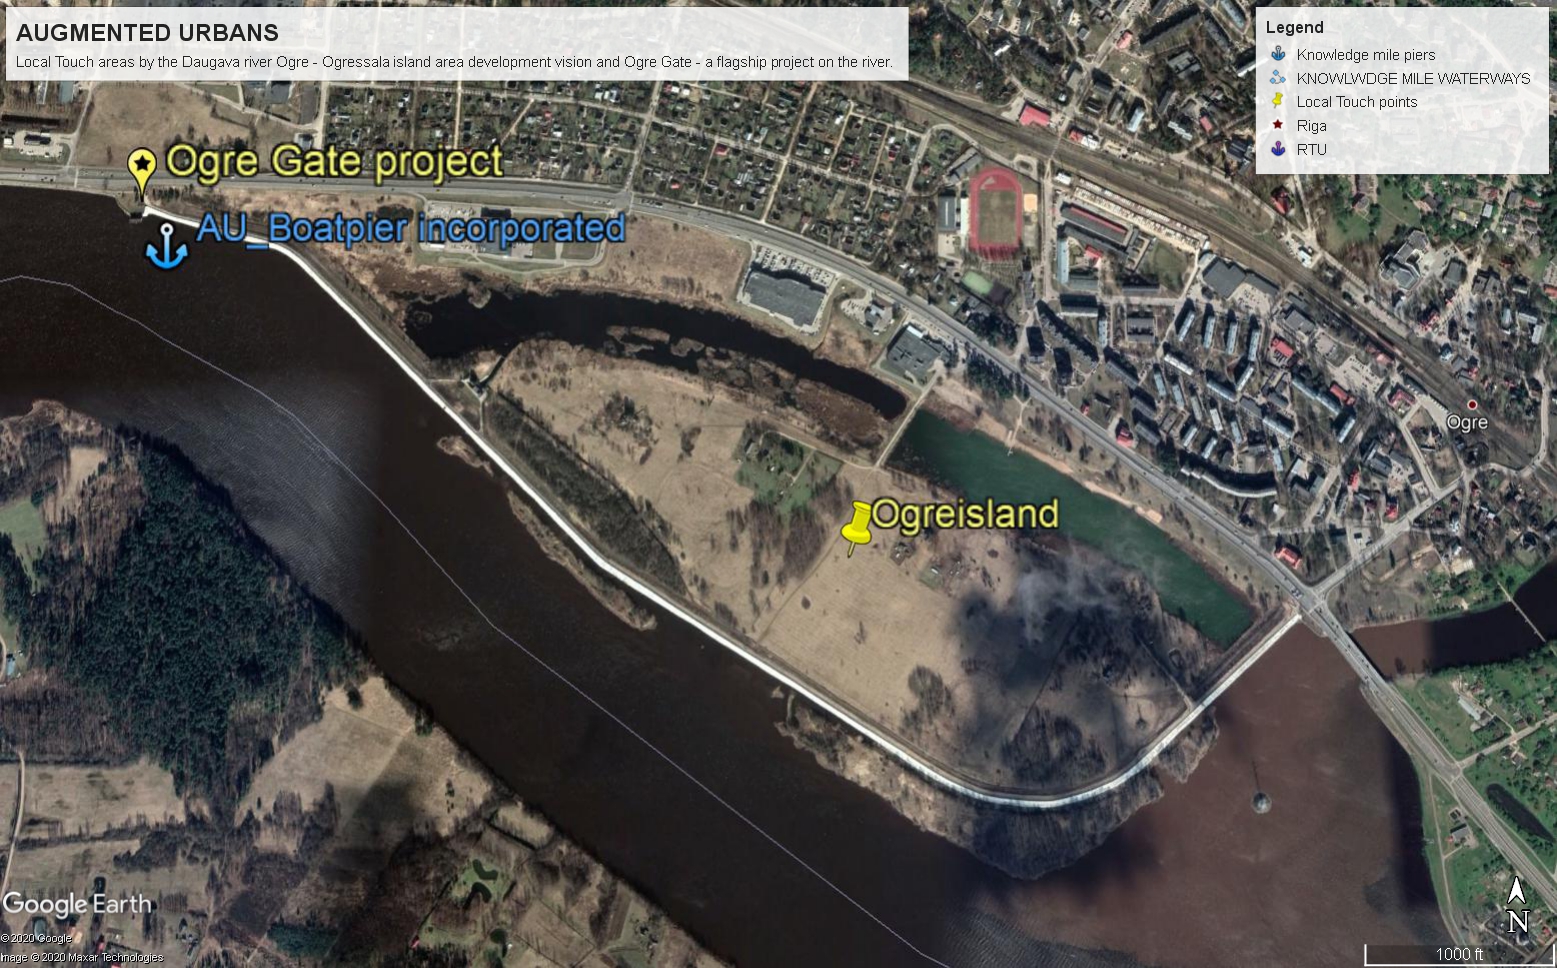 AUGMENTED URBANS
Local Touch areas by the Daugava river Ogre - Ogressala island area development vision and Ogre Gate - a flagship project on the river.
Legend
Knowledge mile piers
KNOWLWDGE MILE WATERWAYS
Local Touch points
Riga
RTU
Ogre Gate project
AU_Boatpier incorporated
Ogre
Ogreisland
Google Earth
© 2020 Google
Image © 2020 Maxar Technologies
N
1000 ft